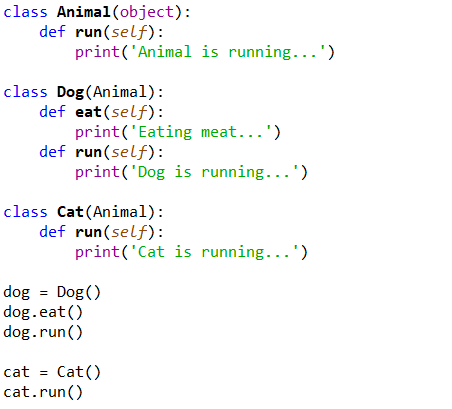 class Animal(object):
    def run(self):
        print('Animal is running...')

class Dog(Animal):
    def eat(self):
        print('Eating meat...')
    def run(self):
        print('Dog is running...')

class Cat(Animal):
    def run(self):
        print('Cat is running...')

dog = Dog()
dog.eat()
dog.run()

cat = Cat()
cat.run()